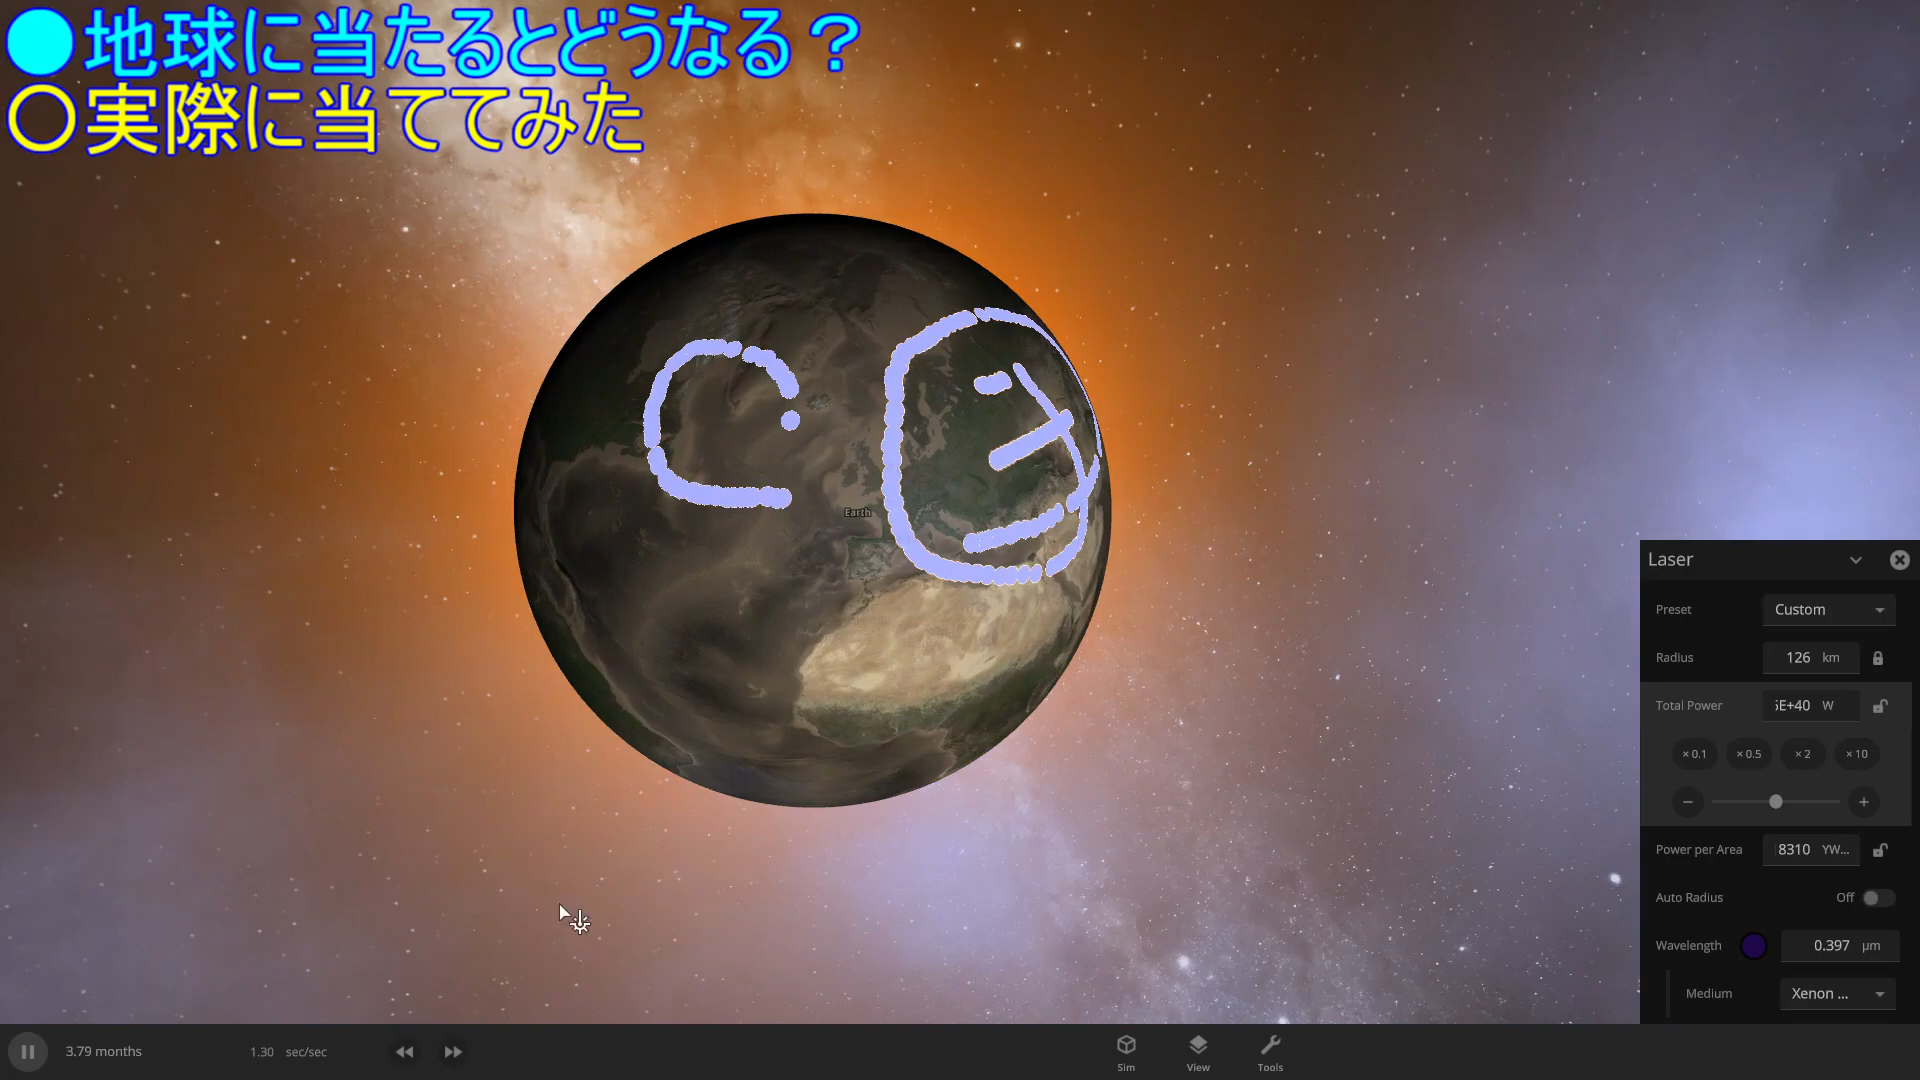 ●地球に当たるとどうなる？
○実際に当ててみた
Earth
Laser
Preset Custom
Radius 126 km
Total Power 6E+40 W
× 0.1 × 0.5 × 2 × 10
Power per Area 8310 YW...
Auto Radius Off
Wavelength 0.397 µm
Medium Xenon ...
3.79 months 1.30 sec/sec
Sim View Tools